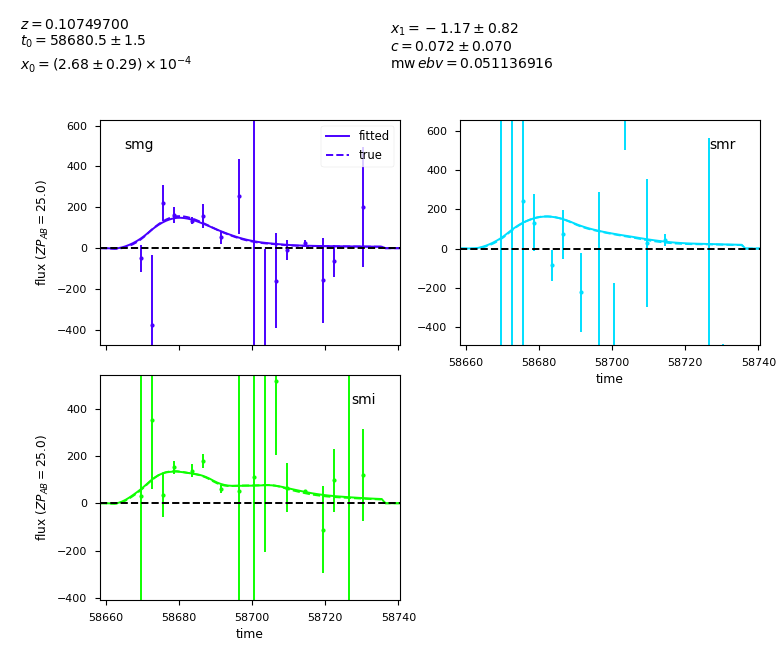 z = 0.10749700
t₀ = 58680.5 ± 1.5
x₀ = (2.68 ± 0.29) × 10⁻⁴
x₁ = −1.17 ± 0.82
c = 0.072 ± 0.070
mw ebv = 0.051136916
smg
fitted
true
600
400
200
0
−200
−400
flux (ZP_AB = 25.0)
smr
600
400
200
0
−200
−400
58660 58680 58700 58720 58740
time
smi
400
200
0
−200
−400
flux (ZP_AB = 25.0)
58660 58680 58700 58720 58740
time